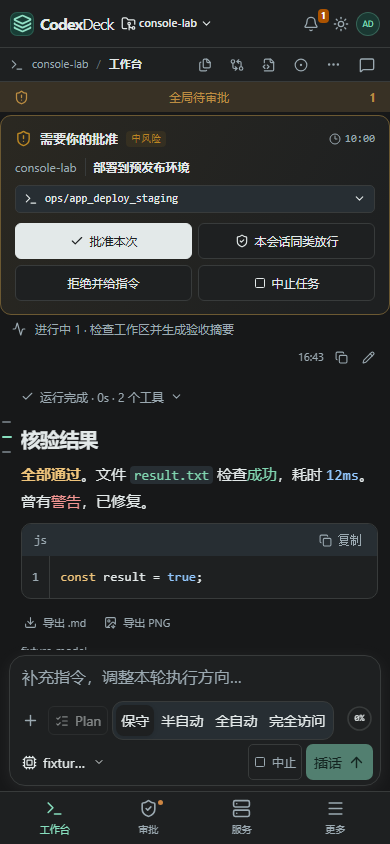 CodexDeck console-lab 1 AD
console-lab / 工作台
全局待审批 1
需要你的批准 中风险 10:00
console-lab 部署到预发布环境
ops/app_deploy_staging
批准本次 本会话同类放行
拒绝并给指令 中止任务
进行中 1 · 检查工作区并生成验收摘要
16:43
运行完成 · 0s · 2 个工具
核验结果
全部通过。文件 result.txt 检查成功，耗时 12ms。
曾有警告，已修复。
js 复制
1 const result = true;
导出 .md 导出 PNG
fixture-model
补充指令，调整本轮执行方向...
Plan 保守 半自动 全自动 完全访问 0%
fixtur... 中止 插话
工作台 审批 服务 更多